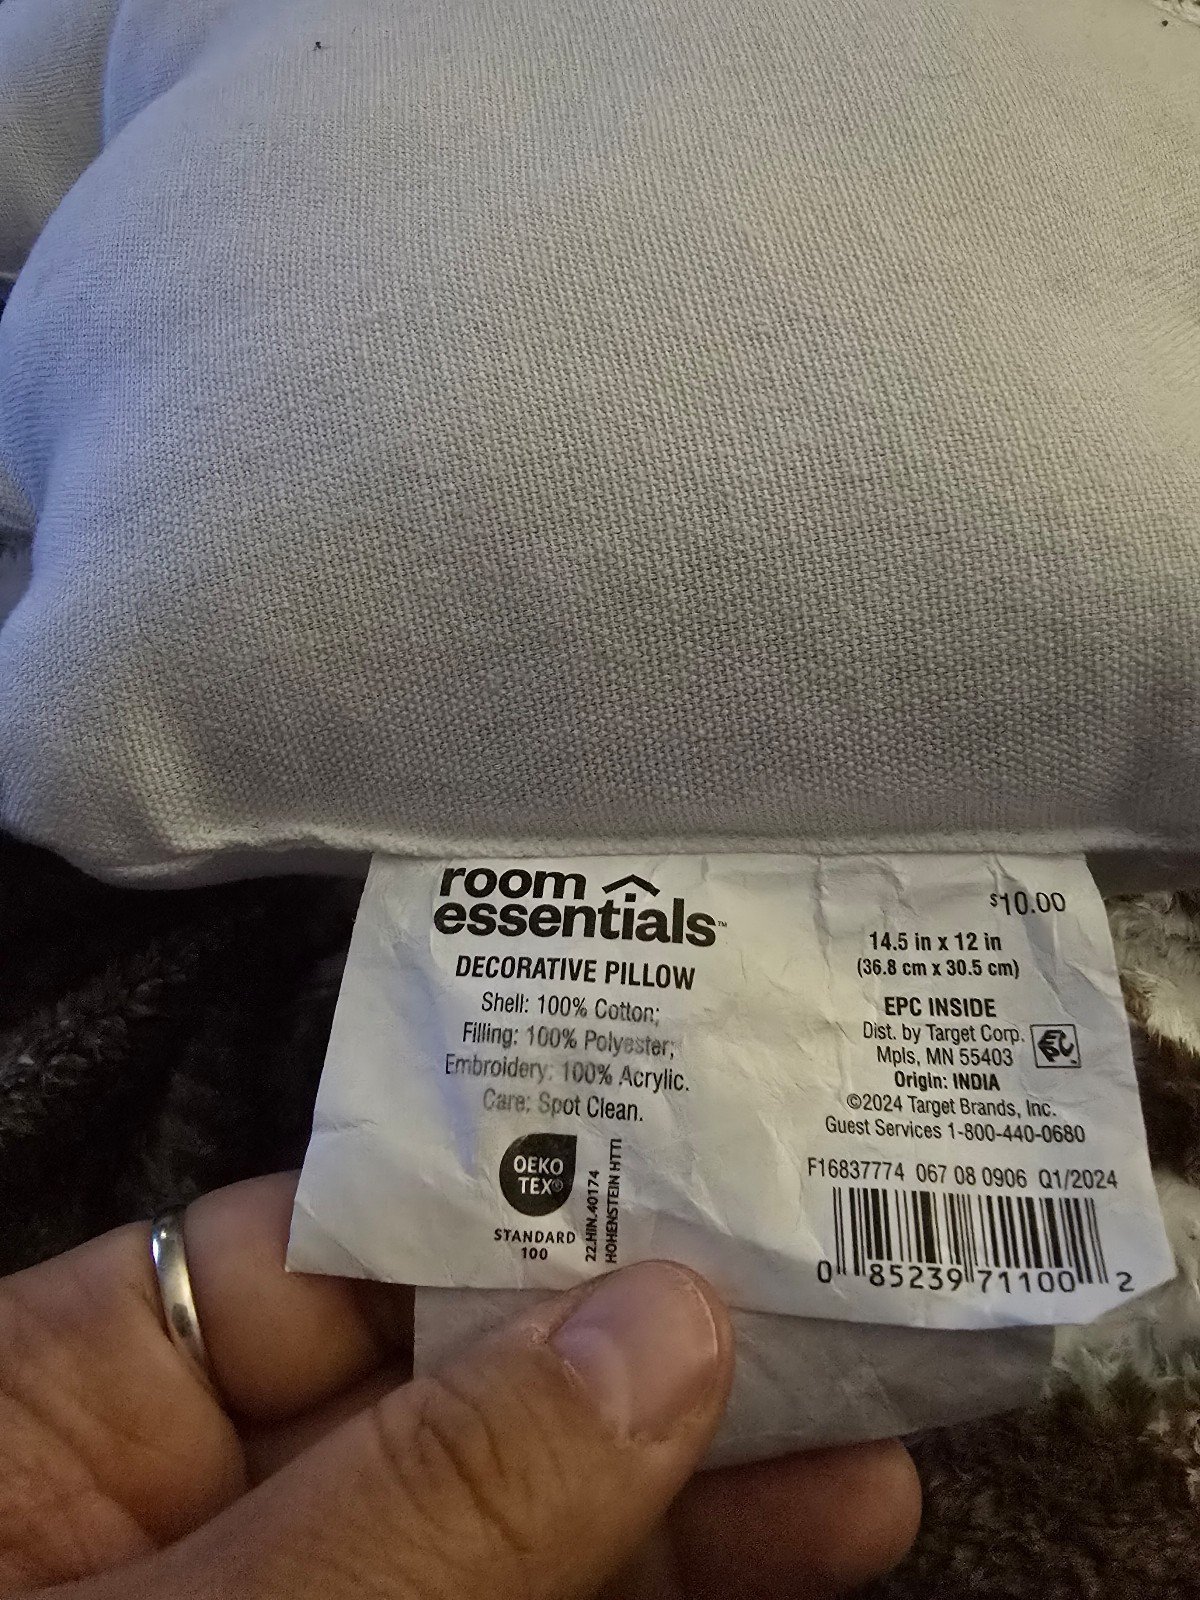 room
essentials™
DECORATIVE PILLOW
Shell: 100% Cotton;
Filling: 100% Polyester;
Embroidery: 100% Acrylic.
Care: Spot Clean.
OEKO
TEX®
STANDARD
100
22.HIN.40174
HOHENSTEIN HTTI
$10.00
14.5 in x 12 in
(36.8 cm x 30.5 cm)
EPC INSIDE
Dist. by Target Corp.
Mpls, MN 55403
Origin: INDIA
©2024 Target Brands, Inc.
Guest Services 1-800-440-0680
F16837774 067 08 0906 Q1/2024
0 85239 71100 2